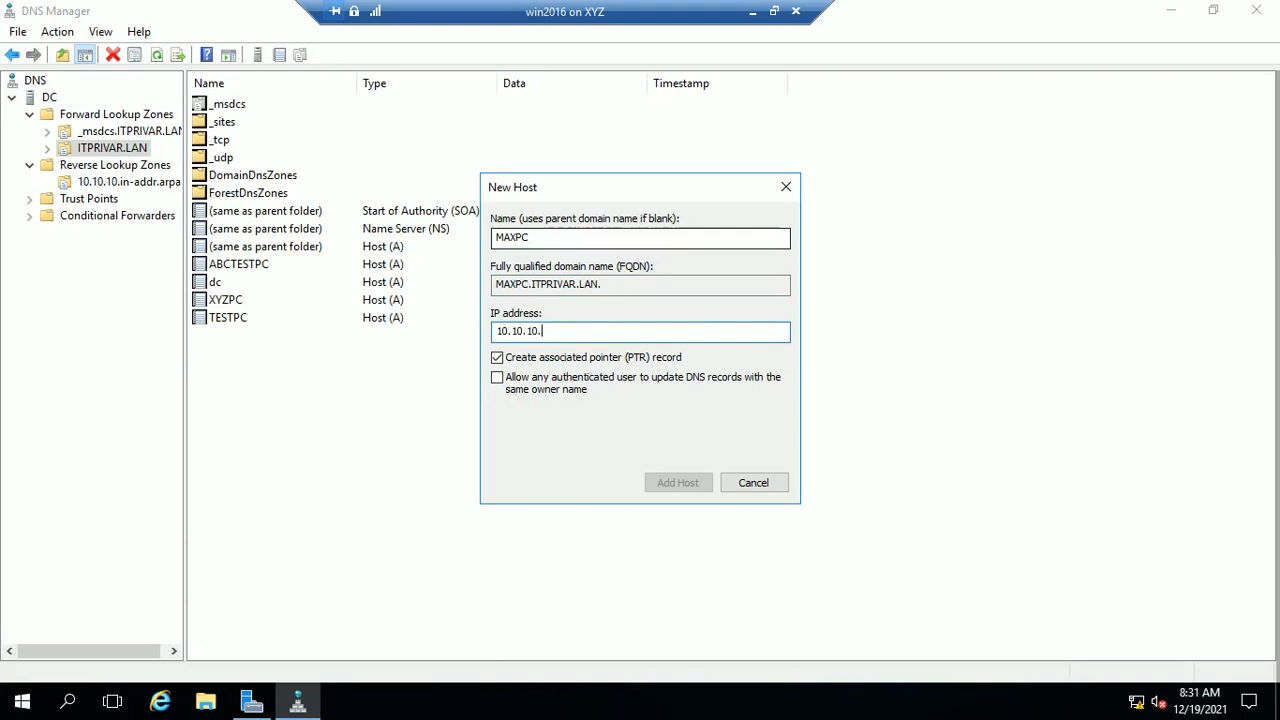 DNS Manager
win2016 on XYZ
File Action View Help
DNS
DC
Forward Lookup Zones
_msdcs.ITPRIVAR.LAN
ITPRIVAR.LAN
Reverse Lookup Zones
10.10.10.in-addr.arpa
Trust Points
Conditional Forwarders
Name Type Data Timestamp
_msdcs
_sites
_tcp
_udp
DomainDnsZones
ForestDnsZones
(same as parent folder) Start of Authority (SOA)
(same as parent folder) Name Server (NS)
(same as parent folder) Host (A)
ABCTESTPC Host (A)
dc Host (A)
XYZPC Host (A)
TESTPC Host (A)
New Host
Name (uses parent domain name if blank):
MAXPC
Fully qualified domain name (FQDN):
MAXPC.ITPRIVAR.LAN.
IP address:
10.10.10.
Create associated pointer (PTR) record
Allow any authenticated user to update DNS records with the
same owner name
Add Host Cancel
8:31 AM
12/19/2021